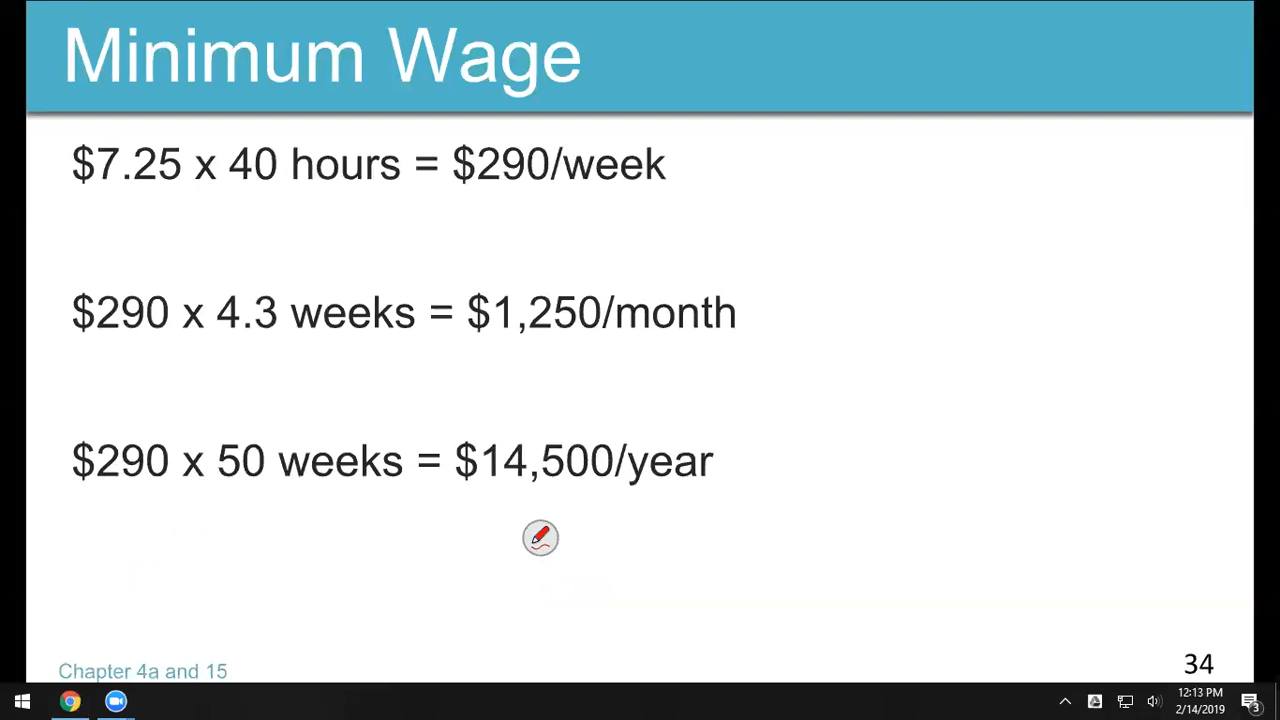 Minimum Wage
$7.25 x 40 hours = $290/week
$290 x 4.3 weeks = $1,250/month
$290 x 50 weeks = $14,500/year
Chapter 4a and 15
34
12:13 PM
2/14/2019
3